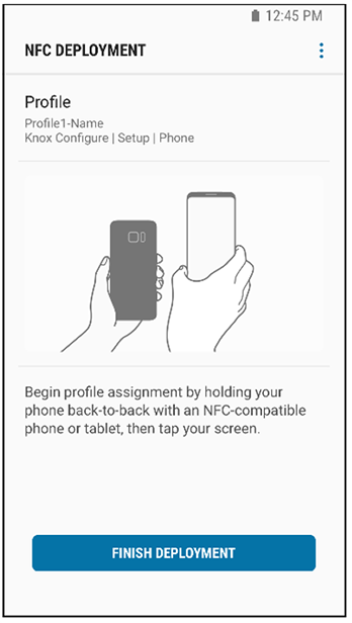 12:45 PM
NFC DEPLOYMENT
Profile
Profile1-Name
Knox Configure | Setup | Phone
Begin profile assignment by holding your
phone back-to-back with an NFC-compatible
phone or tablet, then tap your screen.
FINISH DEPLOYMENT